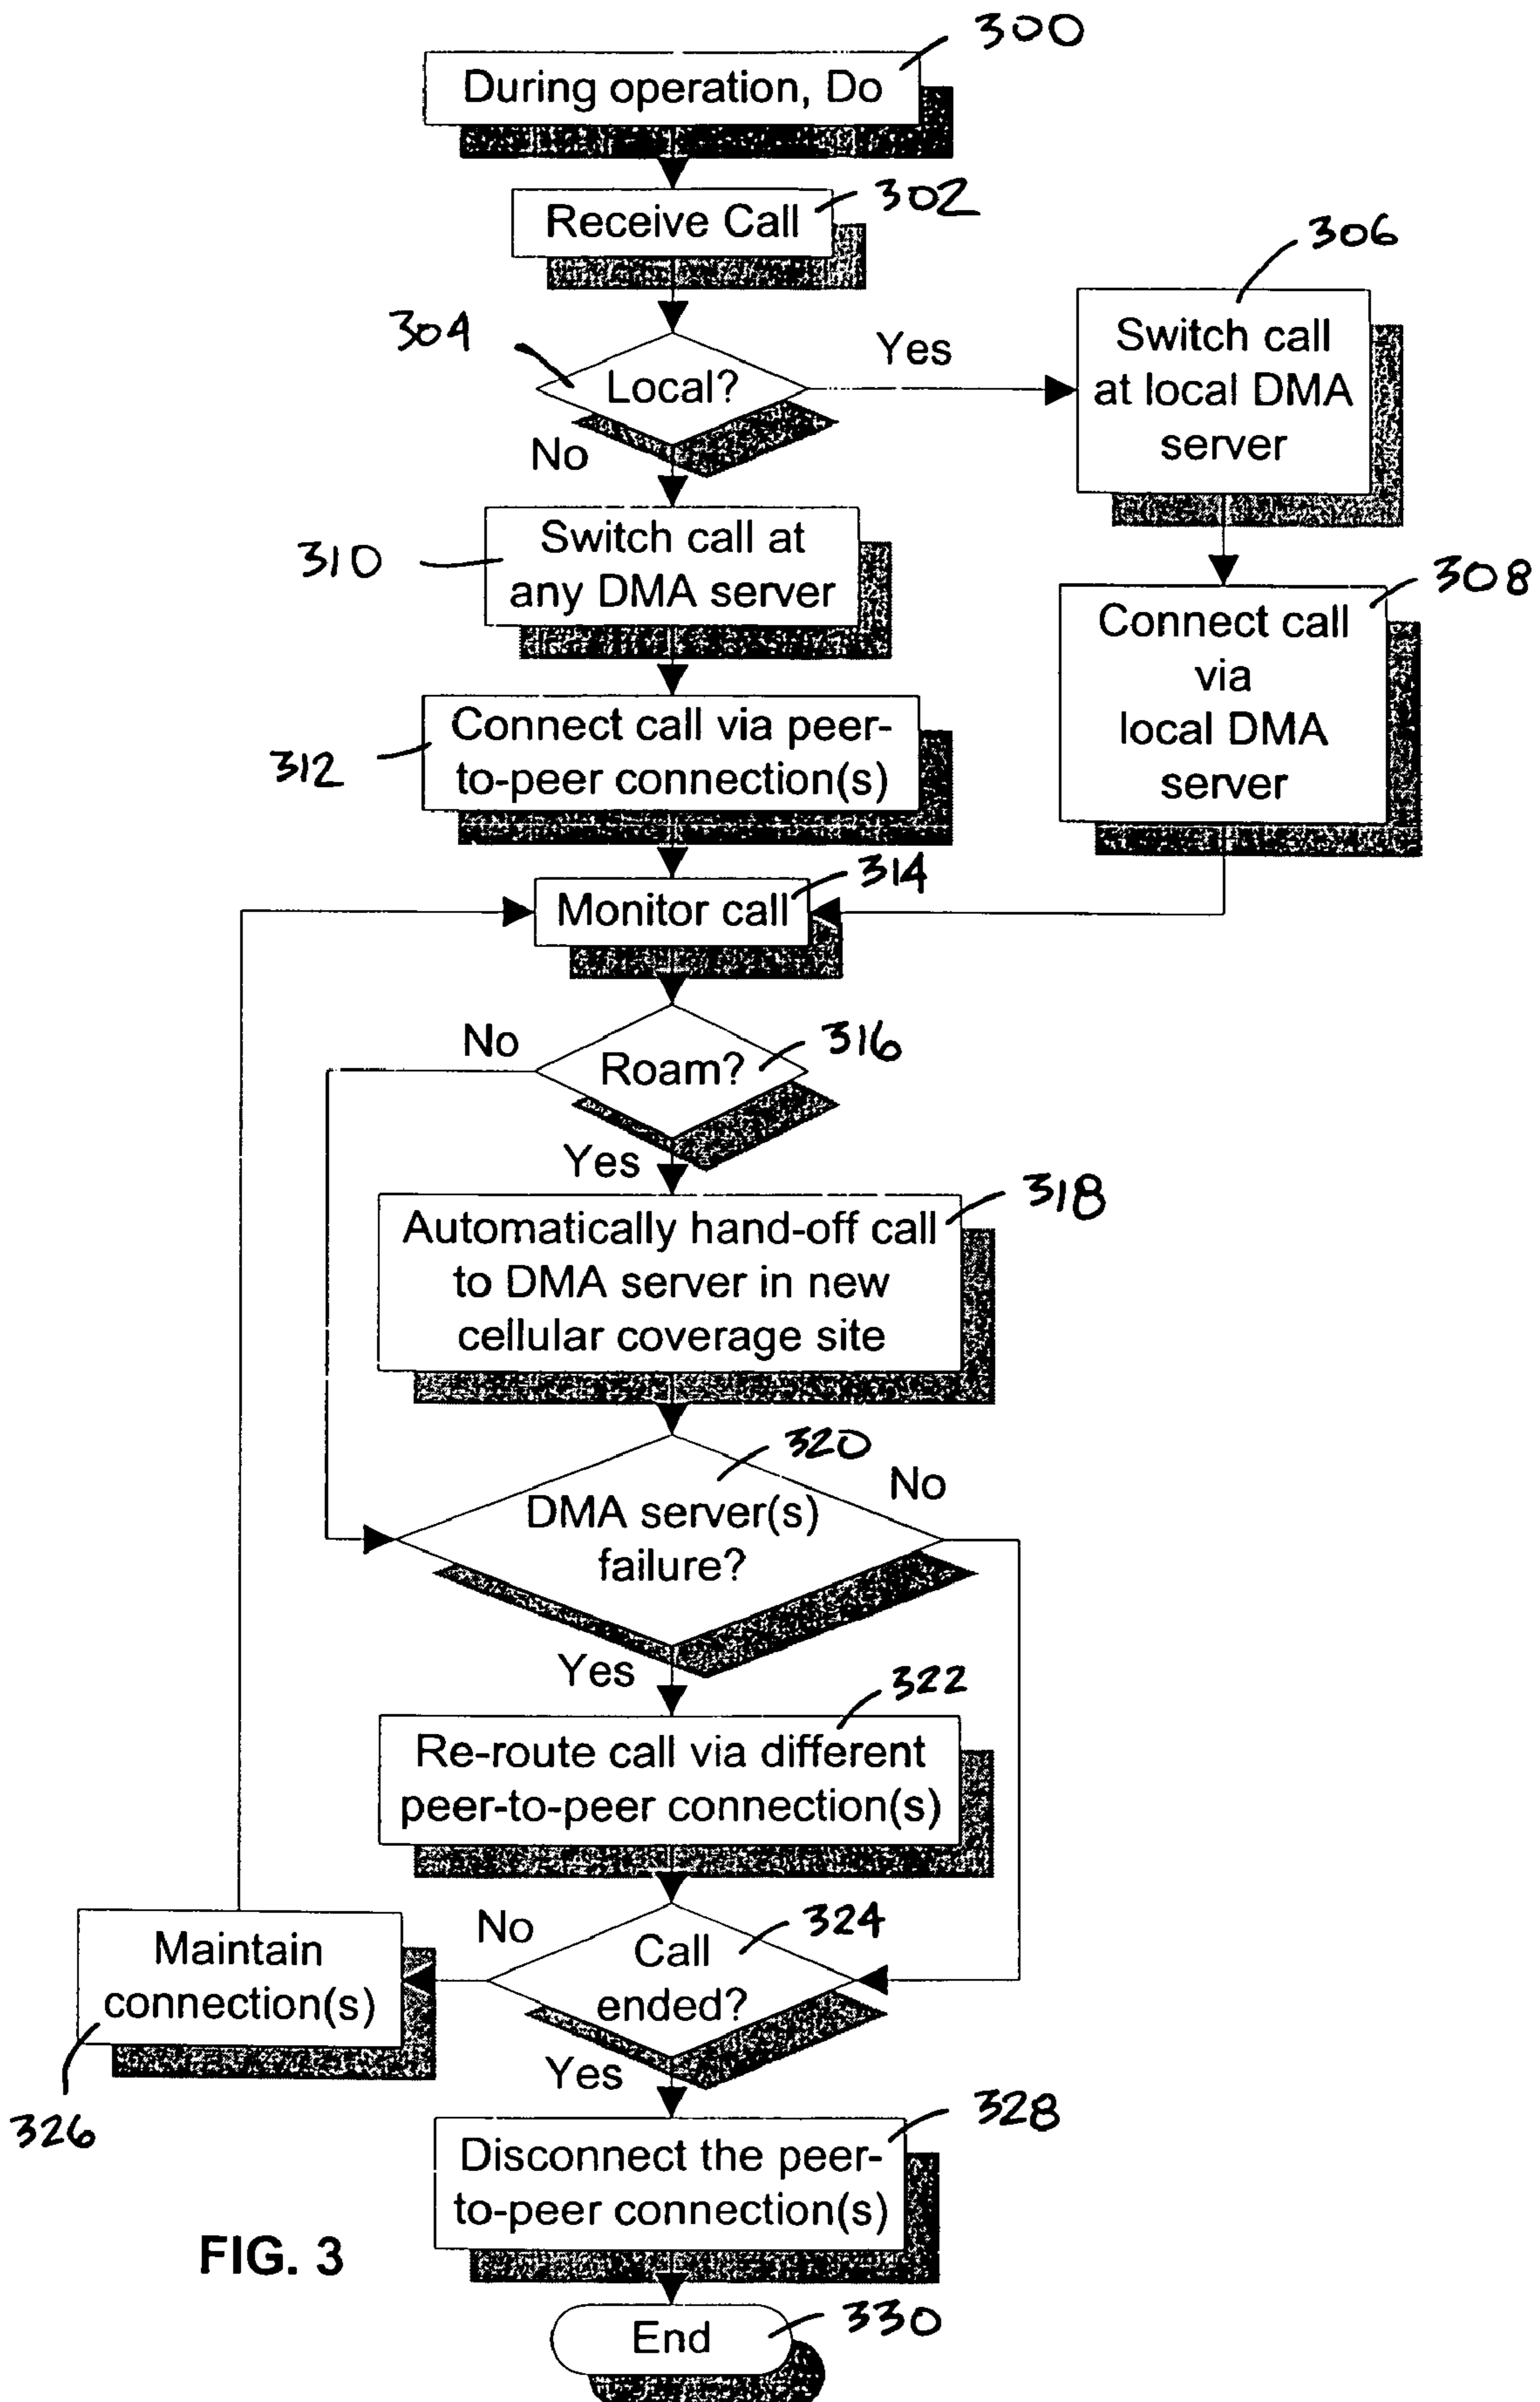 300
During operation, Do
302
Receive Call
306
304
Local?
Yes
Switch call
at local DMA
server
No
310
Switch call at
any DMA server
308
Connect call
via
local DMA
server
312
Connect call via peer-
to-peer connection(s)
314
Monitor call
No
316
Roam?
Yes
318
Automatically hand-off call
to DMA server in new
cellular coverage site
320
No
DMA server(s)
failure?
Yes
322
Re-route call via different
peer-to-peer connection(s)
324
No
Call
ended?
Maintain
connection(s)
326
Yes
328
Disconnect the peer-
to-peer connection(s)
FIG. 3
End
330